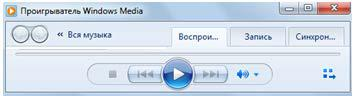 Проигрыватель Windows Media
« Вся музыка
Воспрои...
Запись
Синхрон...